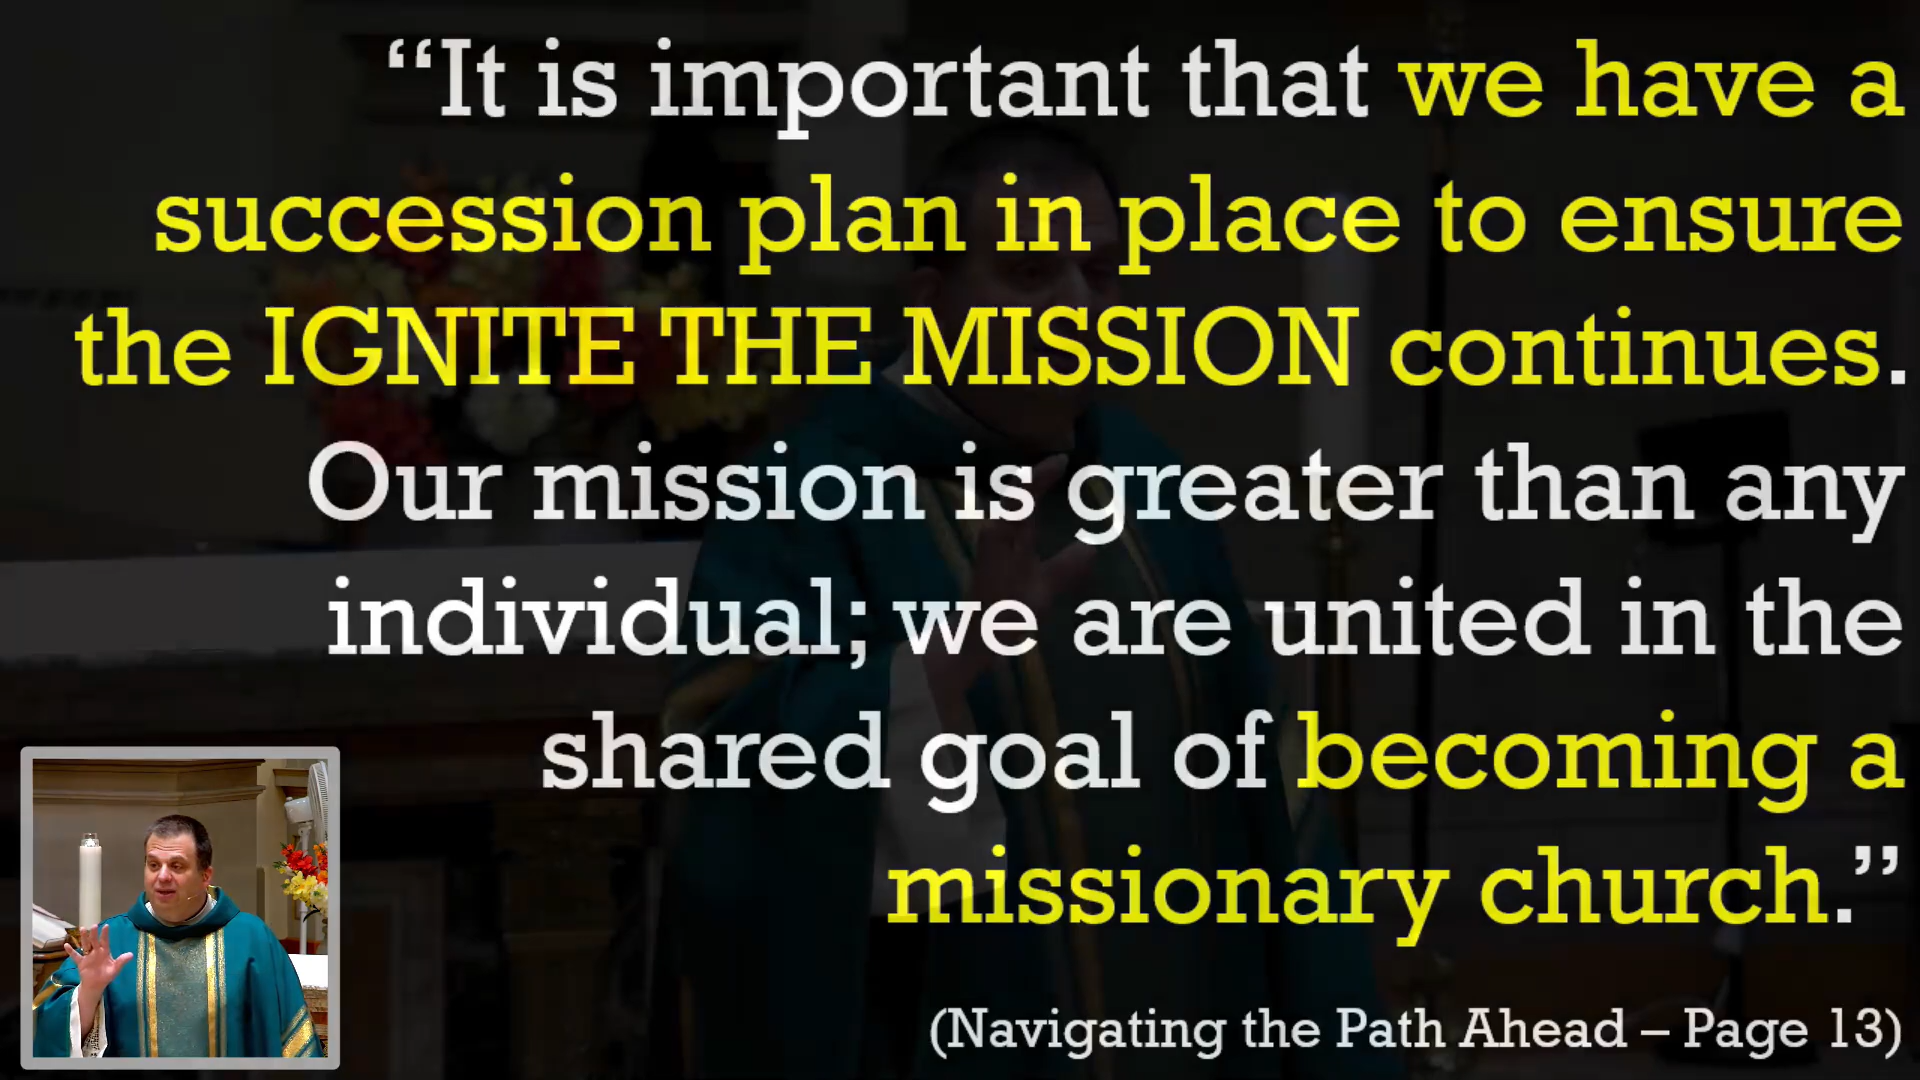 “It is important that we have a
succession plan in place to ensure
the IGNITE THE MISSION continues.
Our mission is greater than any
individual; we are united in the
shared goal of becoming a
missionary church.”
(Navigating the Path Ahead – Page 13)